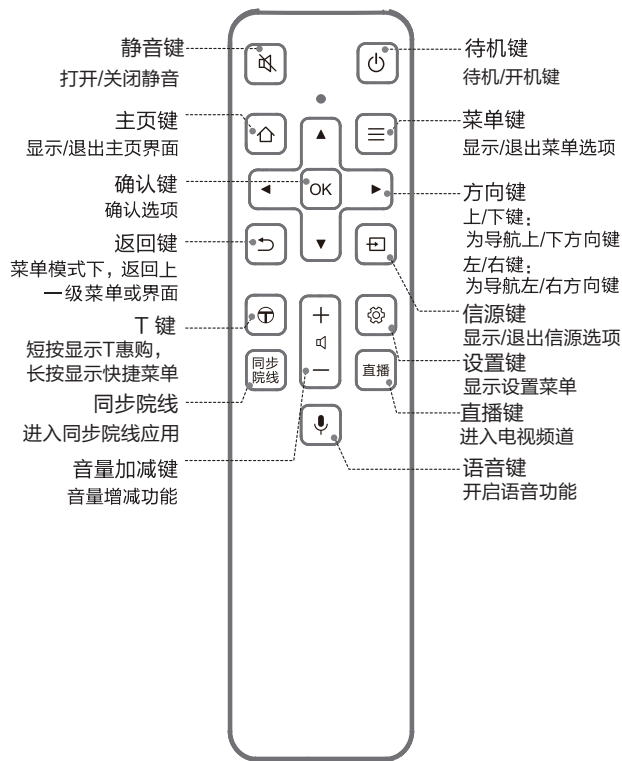 静音键
打开/关闭静音
主页键
显示/退出主页界面
确认键
确认选项
返回键
菜单模式下，返回上
一级菜单或界面
T 键
短按显示T惠购，
长按显示快捷菜单
同步院线
进入同步院线应用
音量加减键
音量增减功能
OK
同步
院线
直播
待机键
待机/开机键
菜单键
显示/退出菜单选项
方向键
上/下键：
为导航上/下方向键
左/右键：
为导航左/右方向键
信源键
显示/退出信源选项
设置键
显示设置菜单
直播键
进入电视频道
语音键
开启语音功能